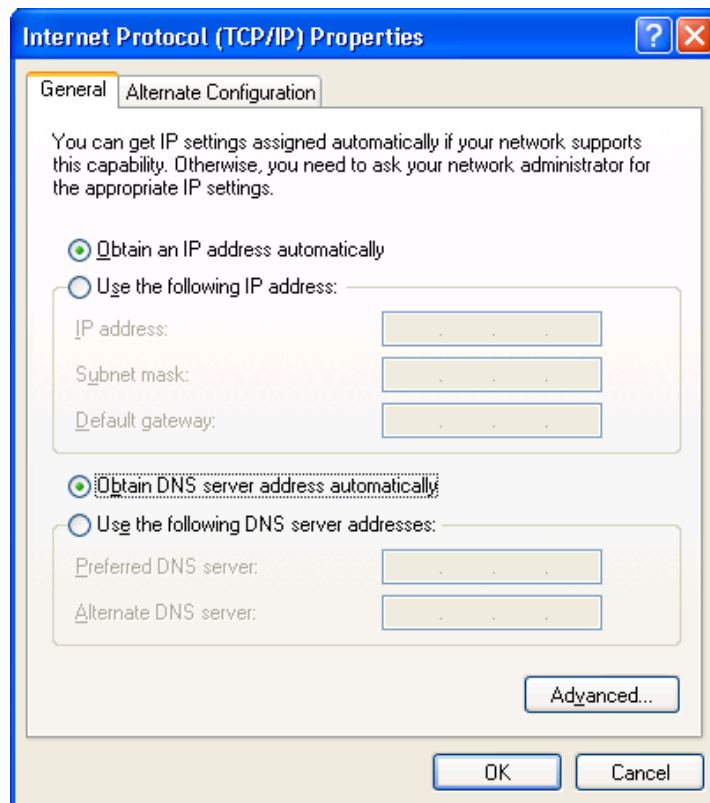 Internet Protocol (TCP/IP) Properties
General
Alternate Configuration
You can get IP settings assigned automatically if your network supports
this capability. Otherwise, you need to ask your network administrator for
the appropriate IP settings.
Obtain an IP address automatically
Use the following IP address:
IP address:
Subnet mask:
Default gateway:
Obtain DNS server address automatically
Use the following DNS server addresses:
Preferred DNS server:
Alternate DNS server:
Advanced...
OK
Cancel